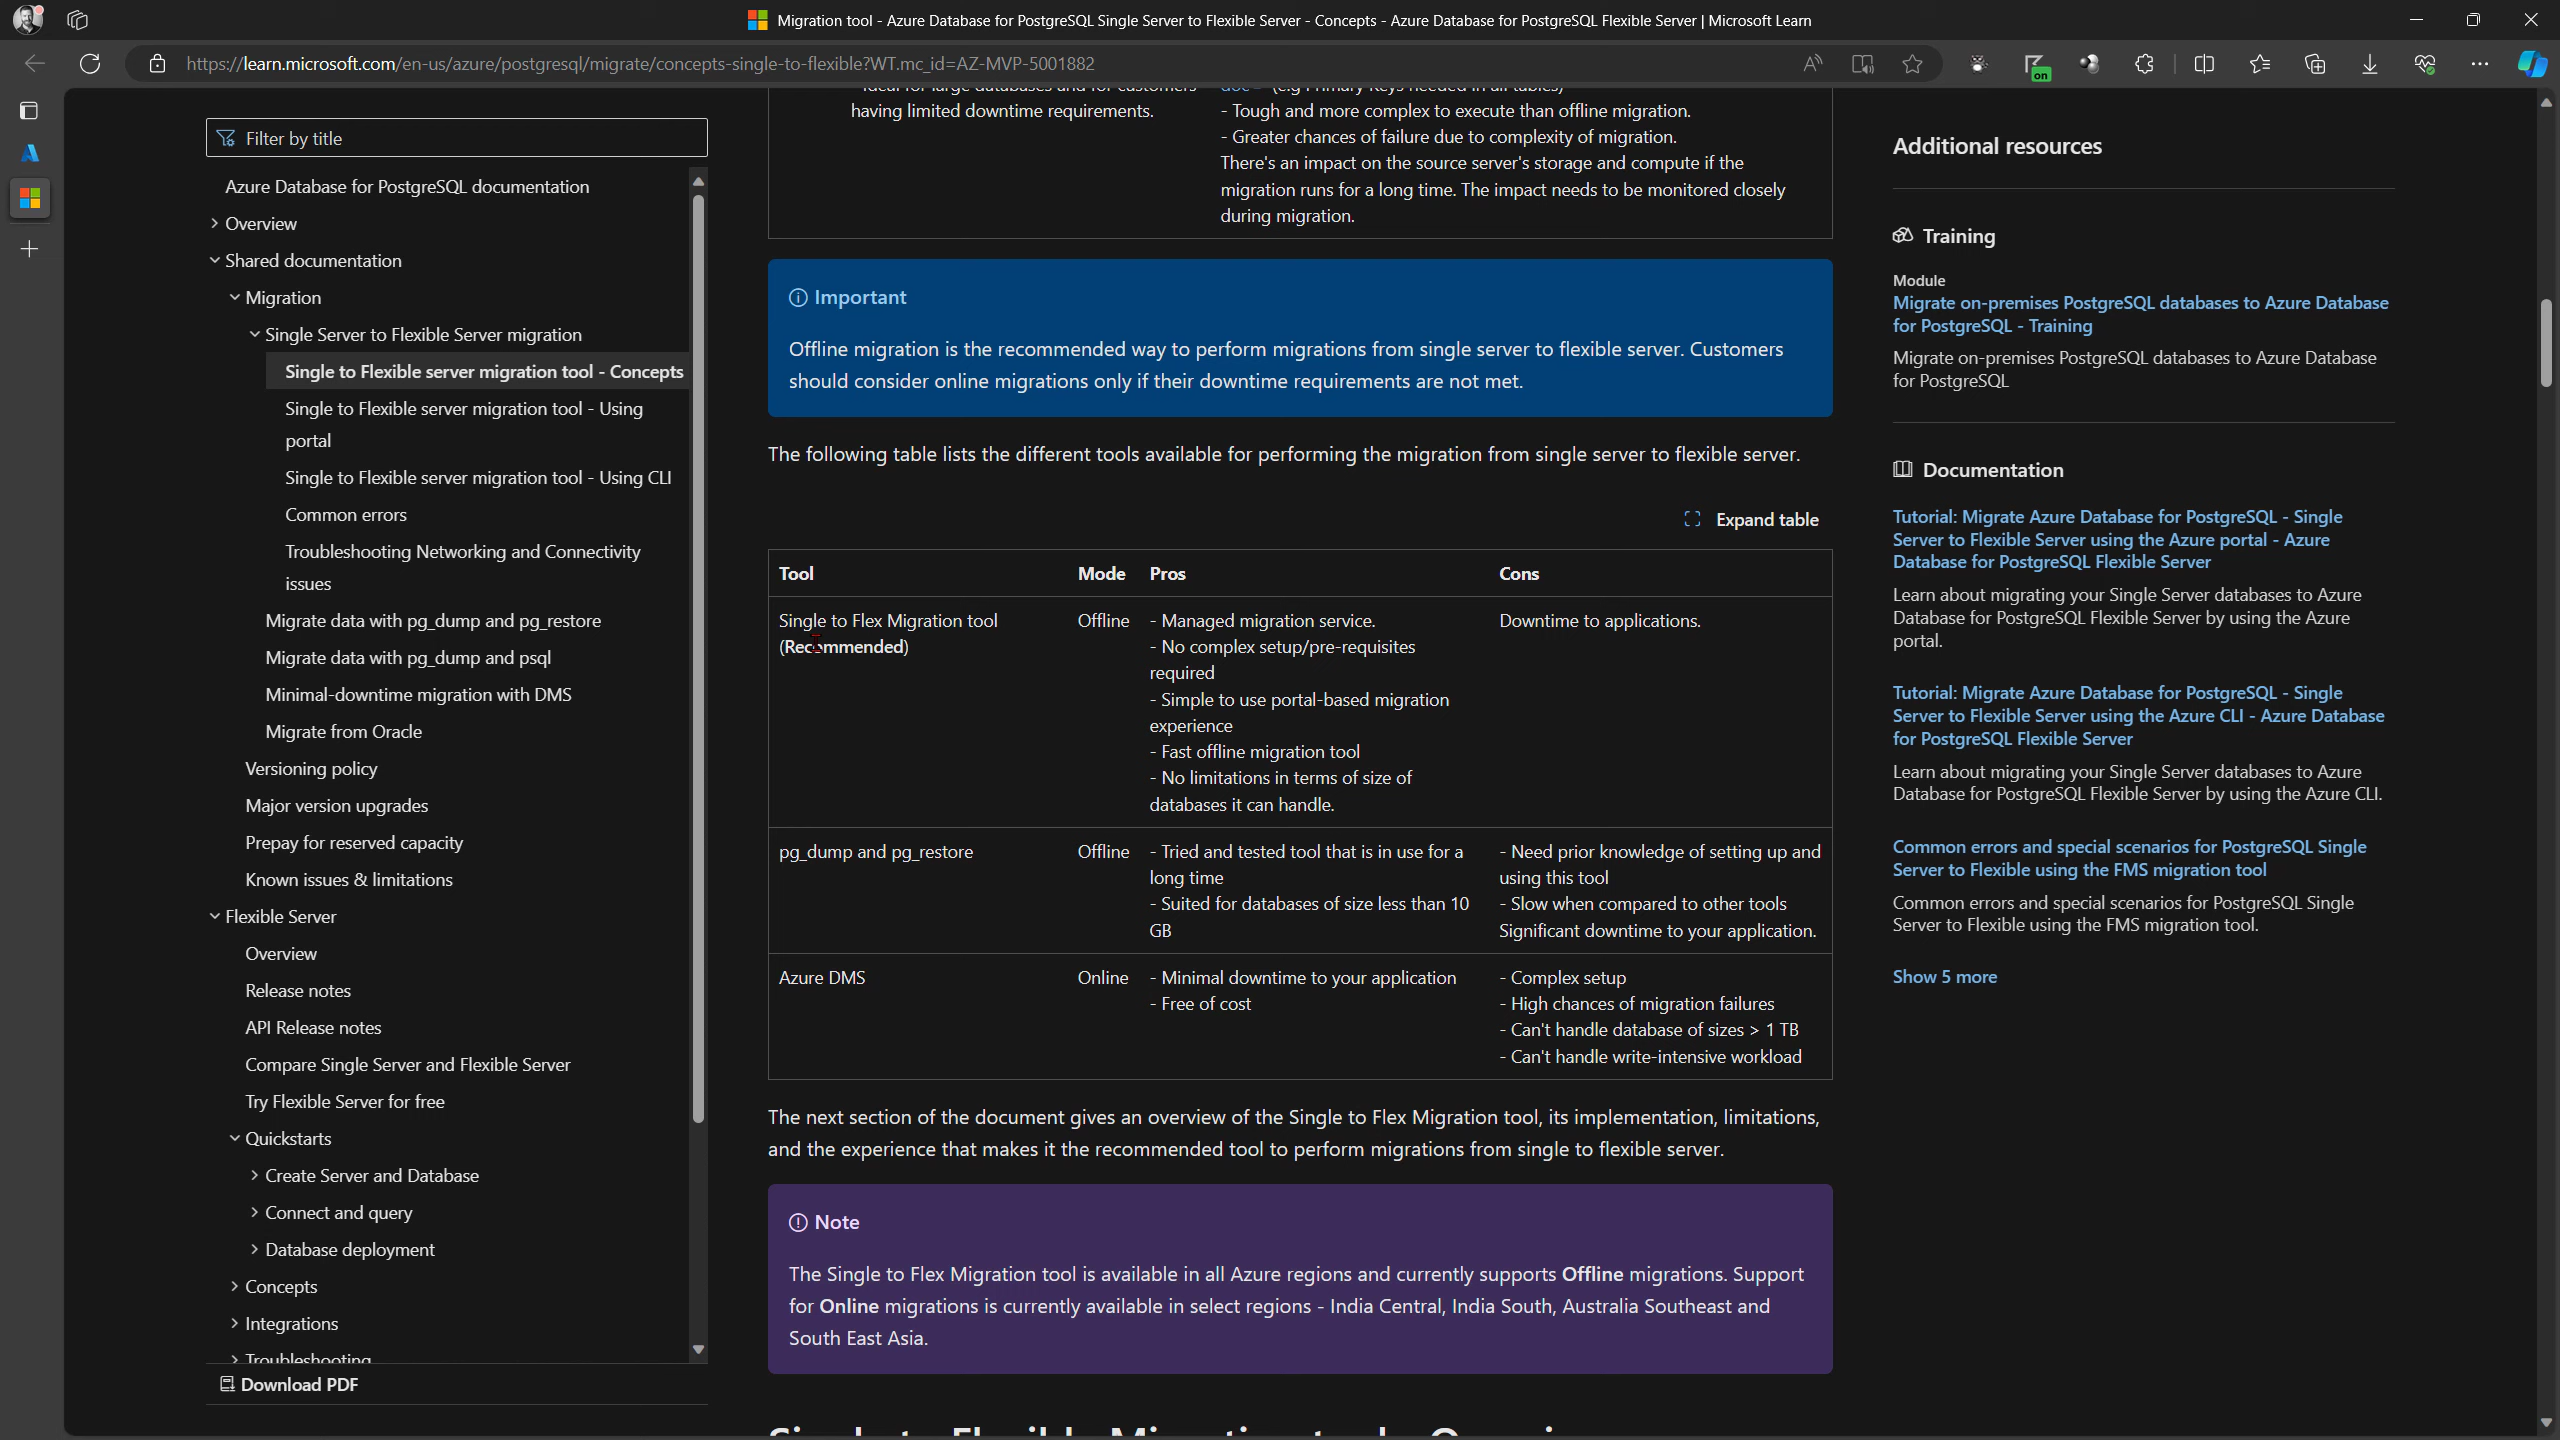 Migration tool - Azure Database for PostgreSQL Single Server to Flexible Server - Concepts - Azure Database for PostgreSQL Flexible Server | Microsoft Learn
https://learn.microsoft.com/en-us/azure/postgresql/migrate/concepts-single-to-flexible?WT.mc_id=AZ-MVP-5001882
on
Filter by title
Azure Database for PostgreSQL documentation
Overview
Shared documentation
Migration
Single Server to Flexible Server migration
Single to Flexible server migration tool - Concepts
Single to Flexible server migration tool - Using
portal
Single to Flexible server migration tool - Using CLI
Common errors
Troubleshooting Networking and Connectivity
issues
Migrate data with pg_dump and pg_restore
Migrate data with pg_dump and psql
Minimal-downtime migration with DMS
Migrate from Oracle
Versioning policy
Major version upgrades
Prepay for reserved capacity
Known issues & limitations
Flexible Server
Overview
Release notes
API Release notes
Compare Single Server and Flexible Server
Try Flexible Server for free
Quickstarts
Create Server and Database
Connect and query
Database deployment
Concepts
Integrations
Troubleshooting
Download PDF
- Ideal for large databases and for customers
having limited downtime requirements.
doc (e.g Primary Keys needed in all tables)
- Tough and more complex to execute than offline migration.
- Greater chances of failure due to complexity of migration.
There's an impact on the source server's storage and compute if the
migration runs for a long time. The impact needs to be monitored closely
during migration.
Important
Offline migration is the recommended way to perform migrations from single server to flexible server. Customers
should consider online migrations only if their downtime requirements are not met.
The following table lists the different tools available for performing the migration from single server to flexible server.
Expand table
Tool Mode Pros Cons
Single to Flex Migration tool
(Recommended)
Offline
- Managed migration service.
- No complex setup/pre-requisites
required
- Simple to use portal-based migration
experience
- Fast offline migration tool
- No limitations in terms of size of
databases it can handle.
Downtime to applications.
pg_dump and pg_restore
Offline
- Tried and tested tool that is in use for a
long time
- Suited for databases of size less than 10
GB
- Need prior knowledge of setting up and
using this tool
- Slow when compared to other tools
Significant downtime to your application.
Azure DMS
Online
- Minimal downtime to your application
- Free of cost
- Complex setup
- High chances of migration failures
- Can't handle database of sizes > 1 TB
- Can't handle write-intensive workload
The next section of the document gives an overview of the Single to Flex Migration tool, its implementation, limitations,
and the experience that makes it the recommended tool to perform migrations from single to flexible server.
Note
The Single to Flex Migration tool is available in all Azure regions and currently supports Offline migrations. Support
for Online migrations is currently available in select regions - India Central, India South, Australia Southeast and
South East Asia.
Additional resources
Training
Module
Migrate on-premises PostgreSQL databases to Azure Database
for PostgreSQL - Training
Migrate on-premises PostgreSQL databases to Azure Database
for PostgreSQL
Documentation
Tutorial: Migrate Azure Database for PostgreSQL - Single
Server to Flexible Server using the Azure portal - Azure
Database for PostgreSQL Flexible Server
Learn about migrating your Single Server databases to Azure
Database for PostgreSQL Flexible Server by using the Azure
portal.
Tutorial: Migrate Azure Database for PostgreSQL - Single
Server to Flexible Server using the Azure CLI - Azure Database
for PostgreSQL Flexible Server
Learn about migrating your Single Server databases to Azure
Database for PostgreSQL Flexible Server by using the Azure CLI.
Common errors and special scenarios for PostgreSQL Single
Server to Flexible using the FMS migration tool
Common errors and special scenarios for PostgreSQL Single
Server to Flexible using the FMS migration tool.
Show 5 more